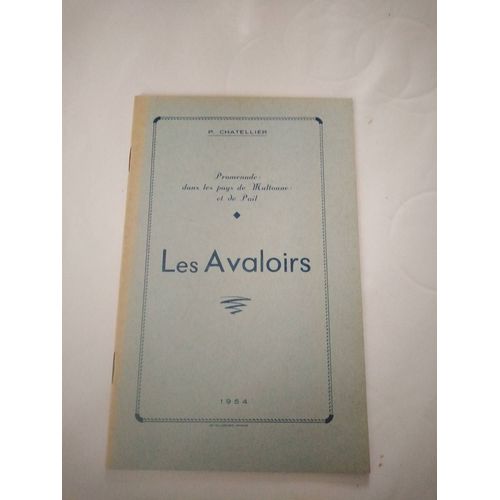 P. CHATELLIER
Promenade
dans les pays de Multonne
et de Pail
Les Avaloirs
1954